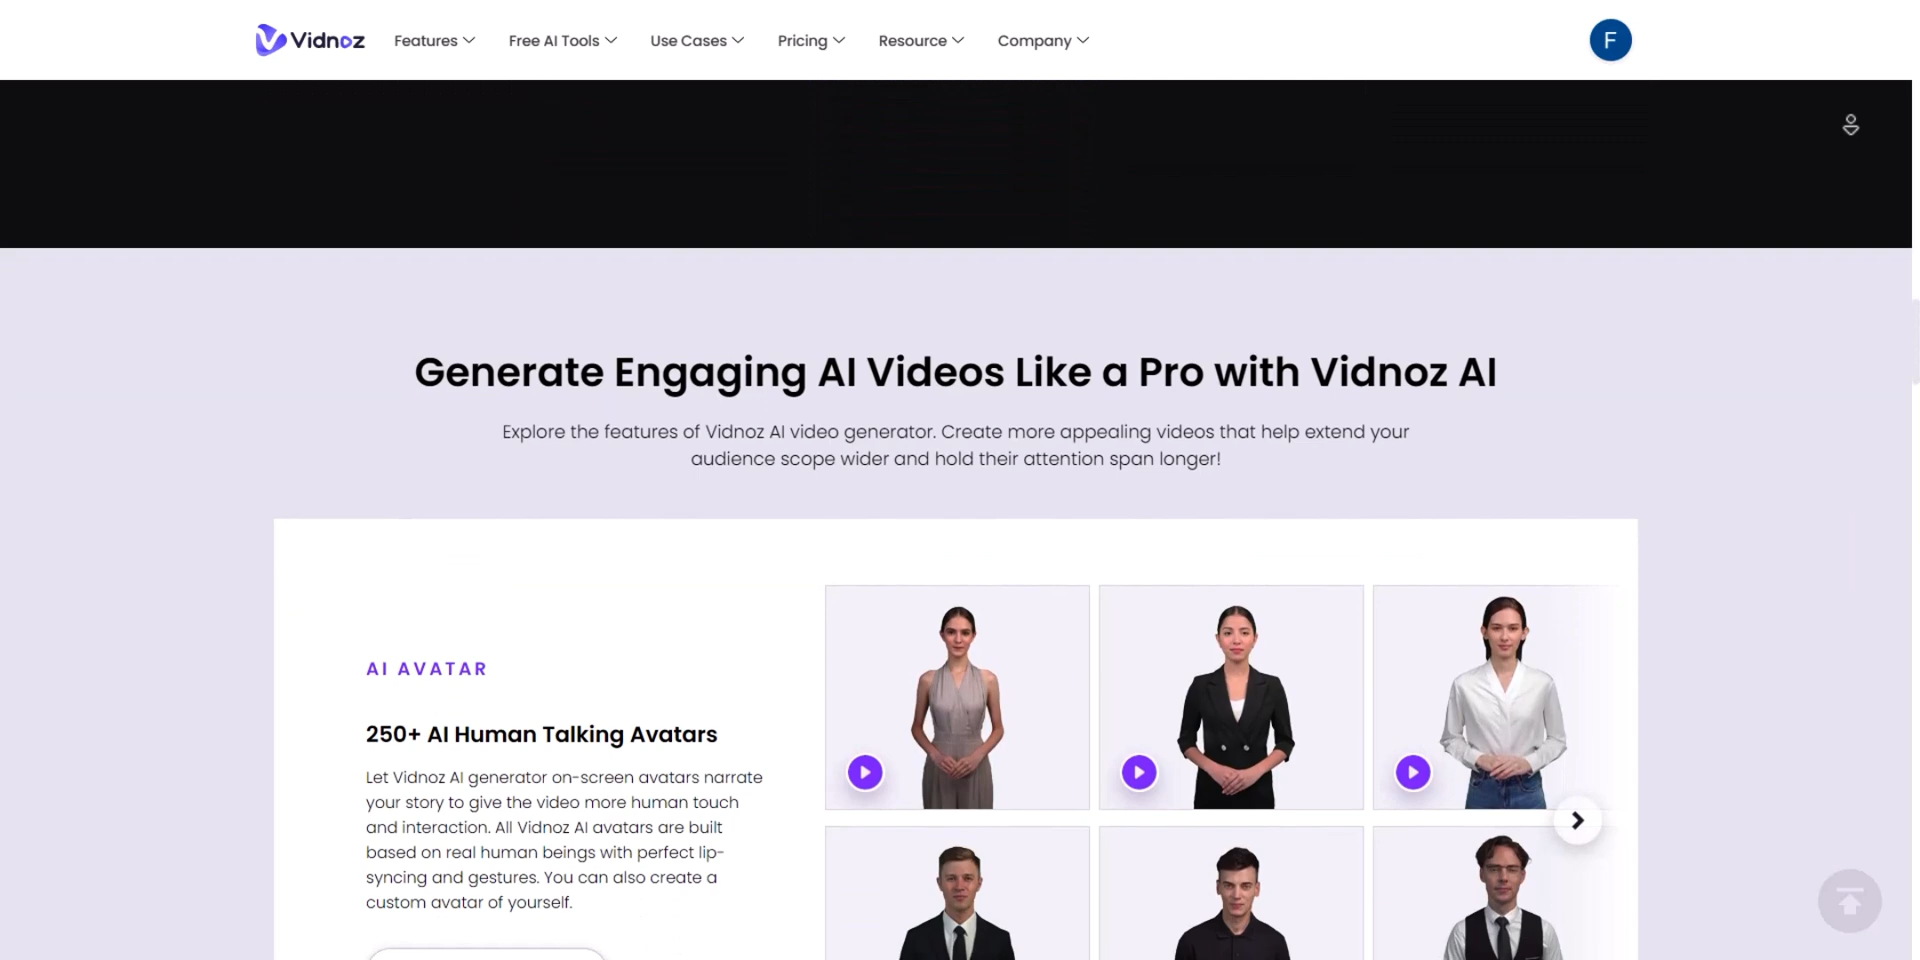 Vidnoz Features Free AI Tools Use Cases Pricing Resource Company F
Generate Engaging AI Videos Like a Pro with Vidnoz AI
Explore the features of Vidnoz AI video generator. Create more appealing videos that help extend your
audience scope wider and hold their attention span longer!
AI AVATAR
250+ AI Human Talking Avatars
Let Vidnoz AI generator on-screen avatars narrate
your story to give the video more human touch
and interaction. All Vidnoz AI avatars are built
based on real human beings with perfect lip-
syncing and gestures. You can also create a
custom avatar of yourself.